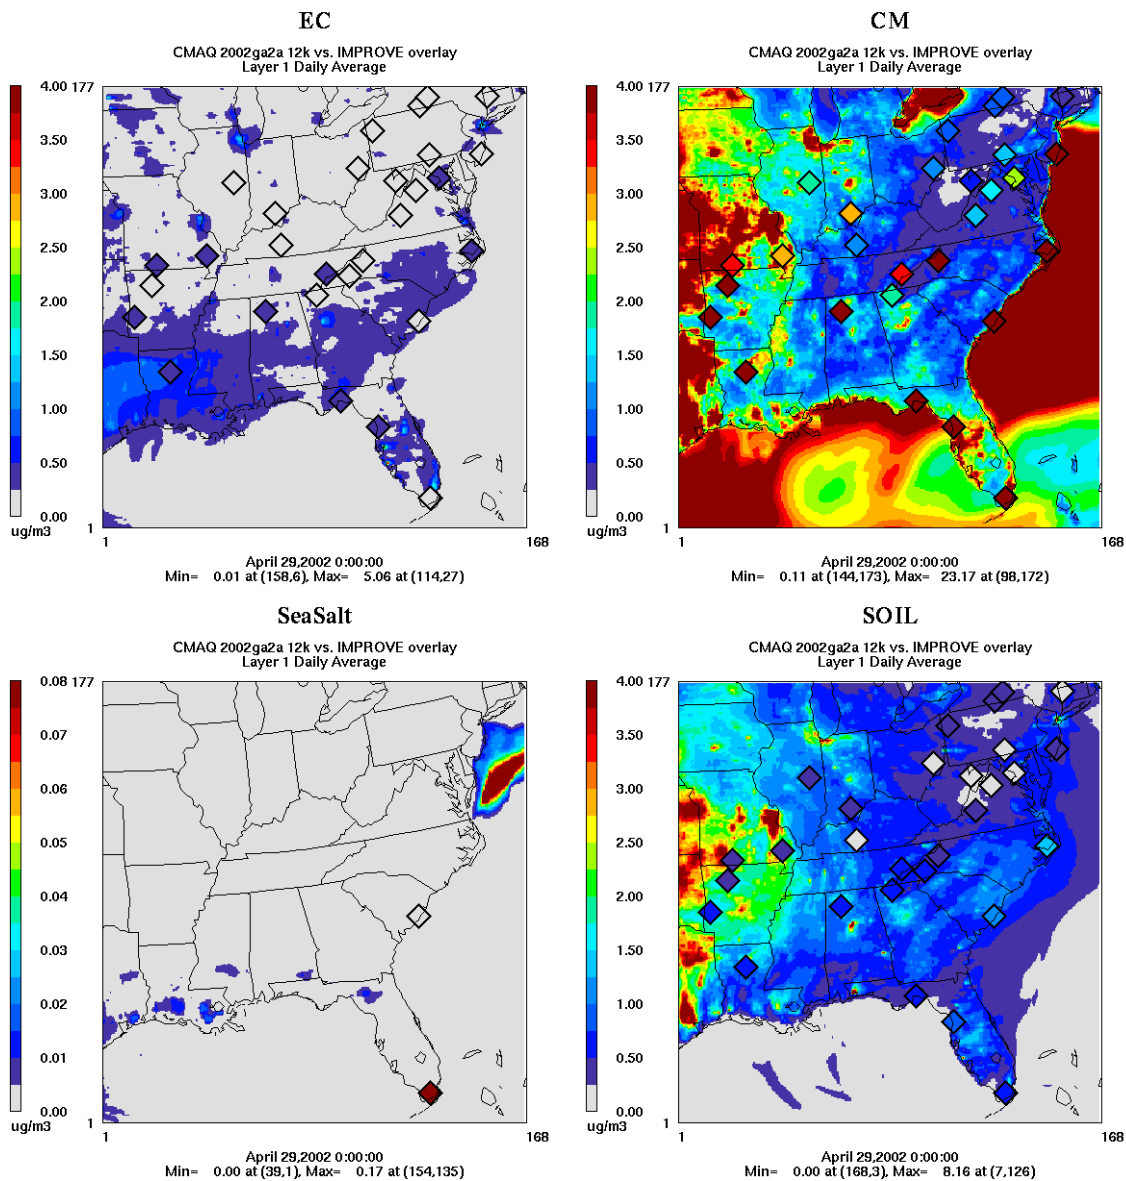 EC
CMAQ 2002ga2a 12k vs. IMPROVE overlay
Layer 1 Daily Average
4.00 177
3.50
3.00
2.50
2.00
1.50
1.00
0.50
0.00
ug/m3
1
1
168
April 29,2002 0:00:00
Min= 0.01 at (158,6), Max= 5.06 at (114,27)
CM
CMAQ 2002ga2a 12k vs. IMPROVE overlay
Layer 1 Daily Average
4.00 177
3.50
3.00
2.50
2.00
1.50
1.00
0.50
0.00
ug/m3
1
1
168
April 29,2002 0:00:00
Min= 0.11 at (144,173), Max= 23.17 at (98,172)
SeaSalt
CMAQ 2002ga2a 12k vs. IMPROVE overlay
Layer 1 Daily Average
0.08 177
0.07
0.06
0.05
0.04
0.03
0.02
0.01
0.00
ug/m3
1
1
168
April 29,2002 0:00:00
Min= 0.00 at (39,1), Max= 0.17 at (154,135)
SOIL
CMAQ 2002ga2a 12k vs. IMPROVE overlay
Layer 1 Daily Average
4.00 177
3.50
3.00
2.50
2.00
1.50
1.00
0.50
0.00
ug/m3
1
1
168
April 29,2002 0:00:00
Min= 0.00 at (168,3), Max= 8.16 at (7,126)